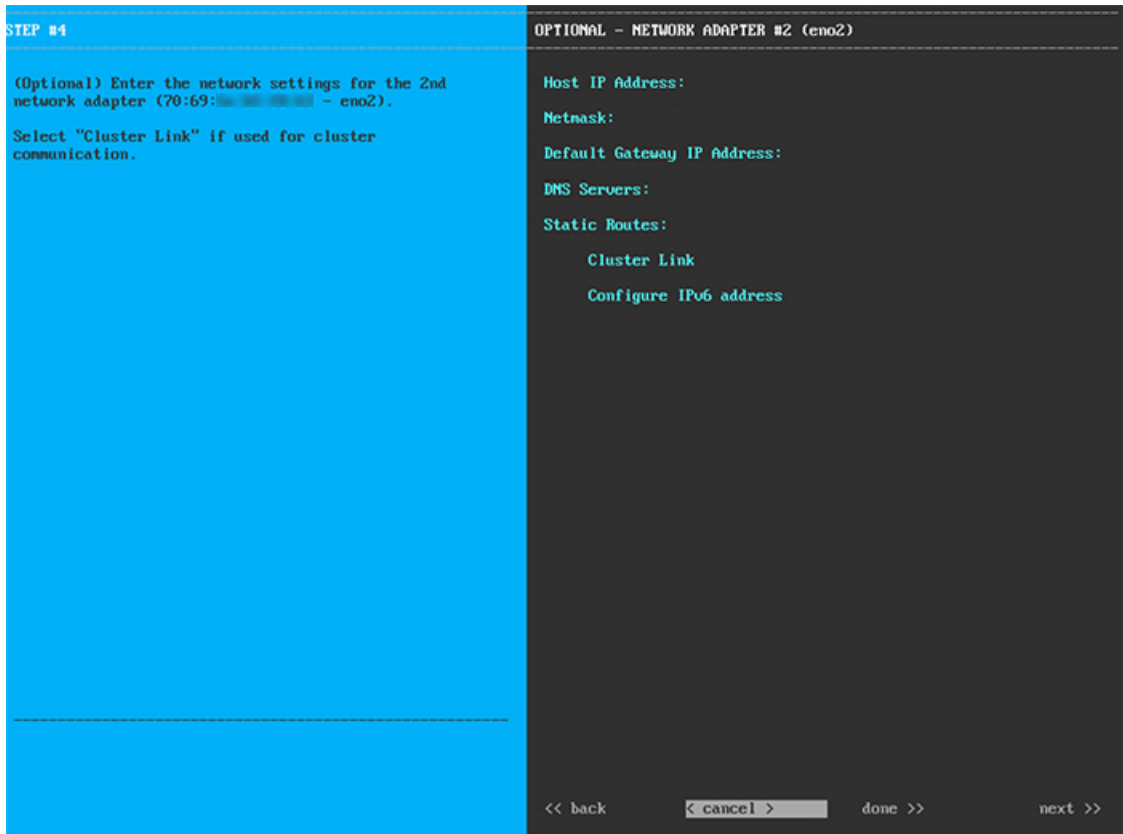 STEP #4
(Optional) Enter the network settings for the 2nd
network adapter (70:69: - eno2).
Select "Cluster Link" if used for cluster
communication.
OPTIONAL - NETWORK ADAPTER #2 (eno2)
Host IP Address:
Netmask:
Default Gateway IP Address:
DNS Servers:
Static Routes:
Cluster Link
Configure IPv6 address
<< back < cancel > done >> next >>